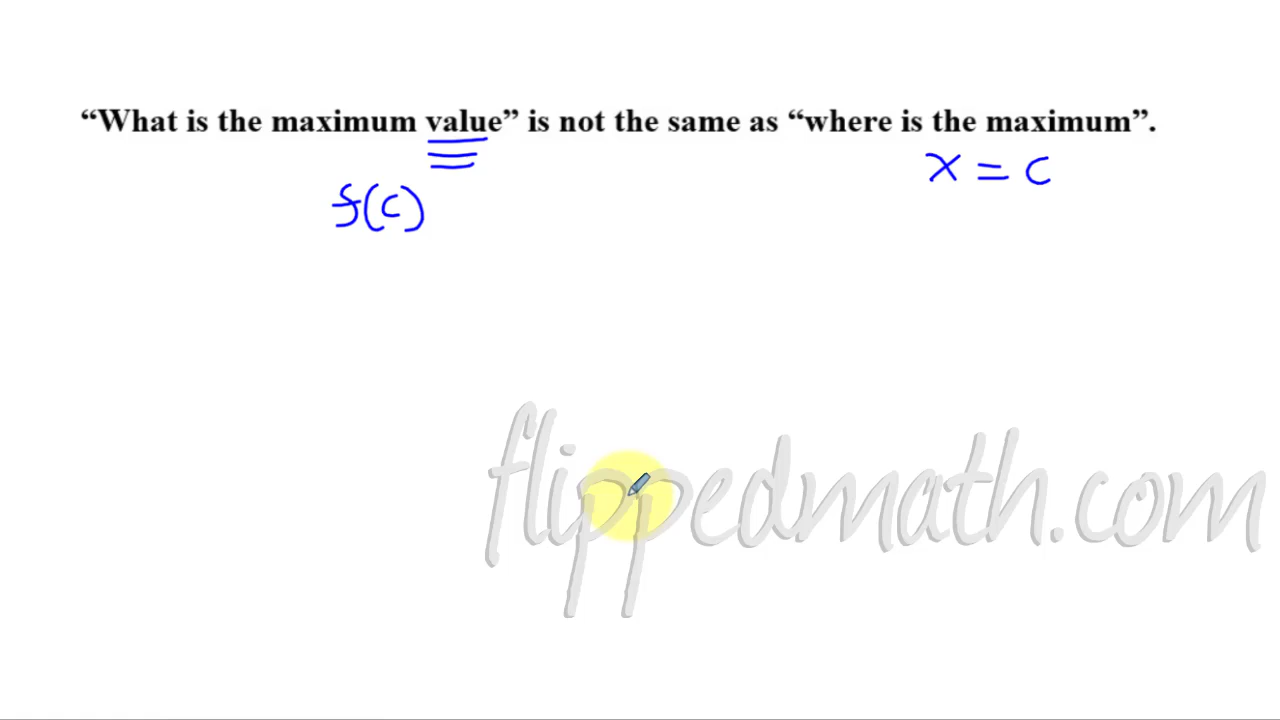 “What is the maximum value” is not the same as “where is the maximum”.
x = c
f(c)
flippedmath.com